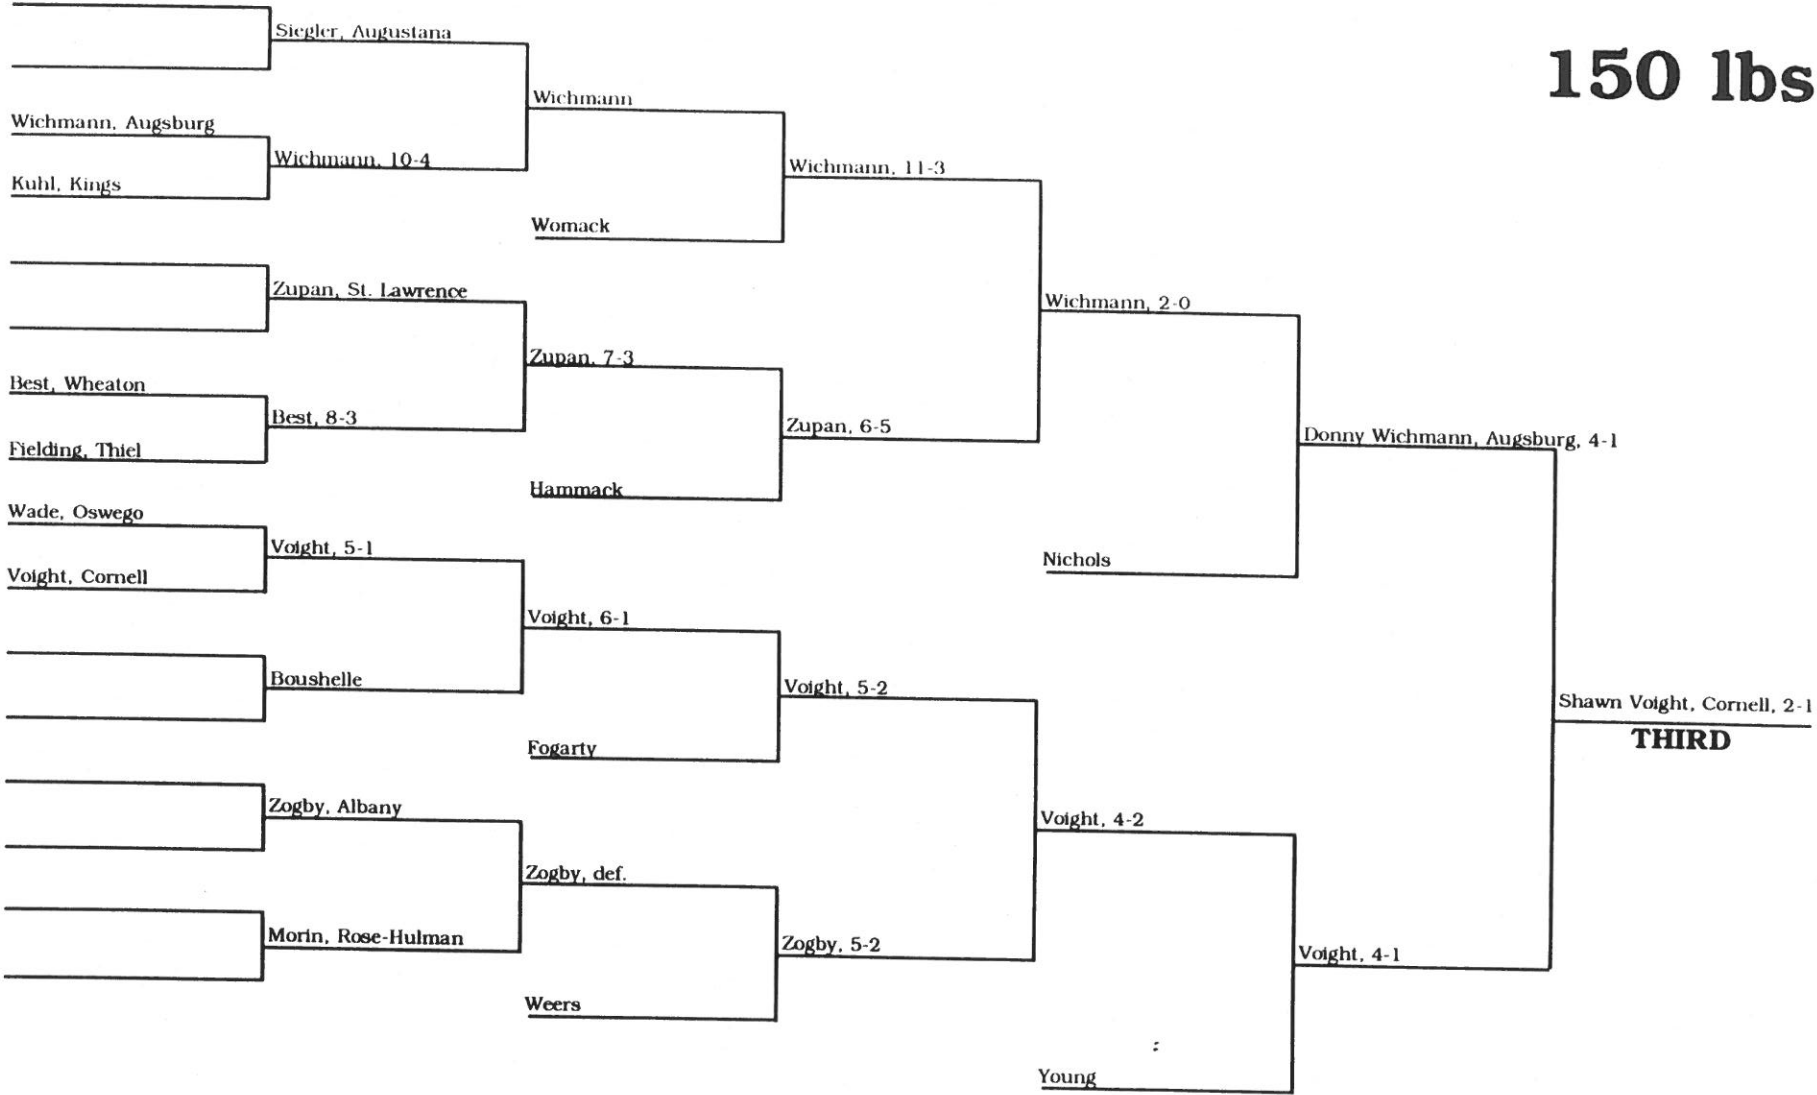 150 lbs
Siegler, Augustana
Wichmann
Wichmann, Augsburg
Wichmann, 10-4
Kuhl, Kings
Wichmann, 11-3
Womack
Zupan, St. Lawrence
Wichmann, 2-0
Zupan, 7-3
Best, Wheaton
Best, 8-3
Fielding, Thiel
Zupan, 6-5
Donny Wichmann, Augsburg, 4-1
Hammack
Wade, Oswego
Voight, 5-1
Voight, Cornell
Nichols
Voight, 6-1
Boushelle
Voight, 5-2
Fogarty
Shawn Voight, Cornell, 2-1
THIRD
Zogby, Albany
Voight, 4-2
Zogby, def.
Morin, Rose-Hulman
Zogby, 5-2
Voight, 4-1
Weers
Young